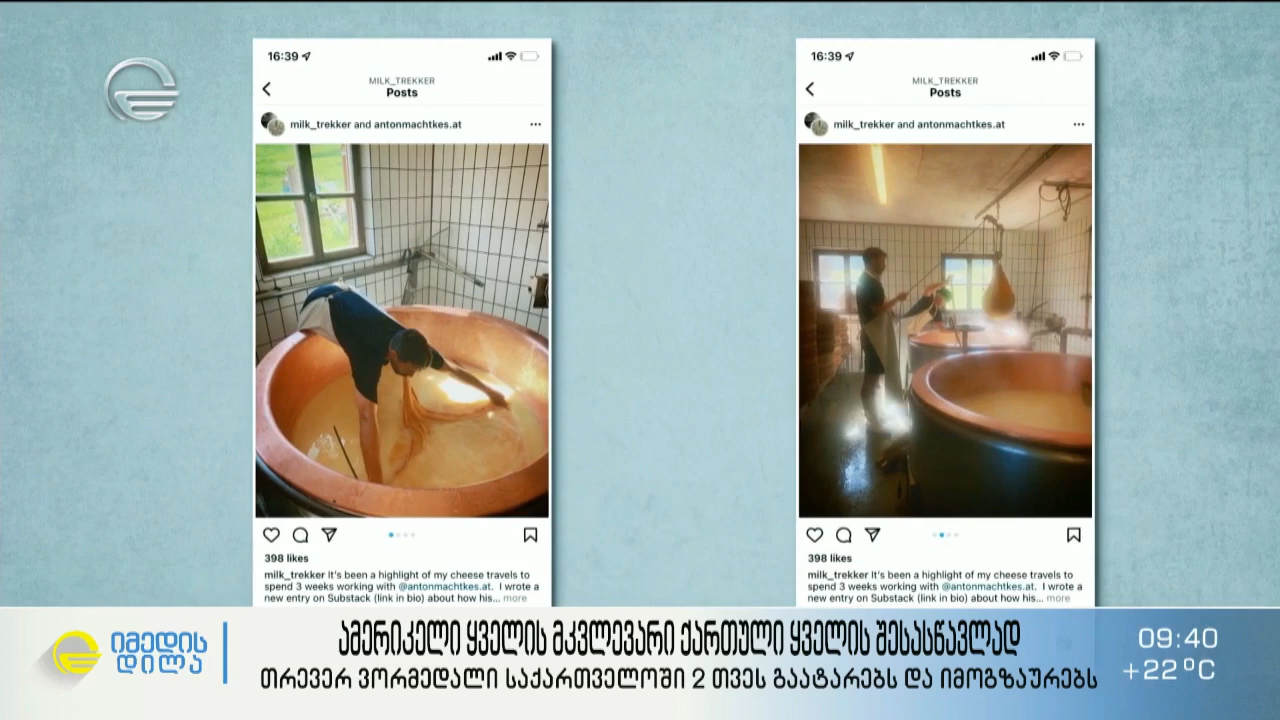 16:39
MILK_TREKKER
Posts
milk_trekker and antonmachtkes.at
398 likes
milk_trekker It's been a highlight of my cheese travels to
spend 3 weeks working with @antonmachtkes.at. I wrote a
new entry on Substack (link in bio) about how his... more
16:39
MILK_TREKKER
Posts
milk_trekker and antonmachtkes.at
398 likes
milk_trekker It's been a highlight of my cheese travels to
spend 3 weeks working with @antonmachtkes.at. I wrote a
new entry on Substack (link in bio) about how his... more
იმედის
დილა
ამერიკელი ყველის მკვლევარი ქართული ყველის შესასწავლად
თრევერ ვორმედალი საქართველოში 2 თვეს გაატარებს და იმოგზაურებს
09:40
+22°C